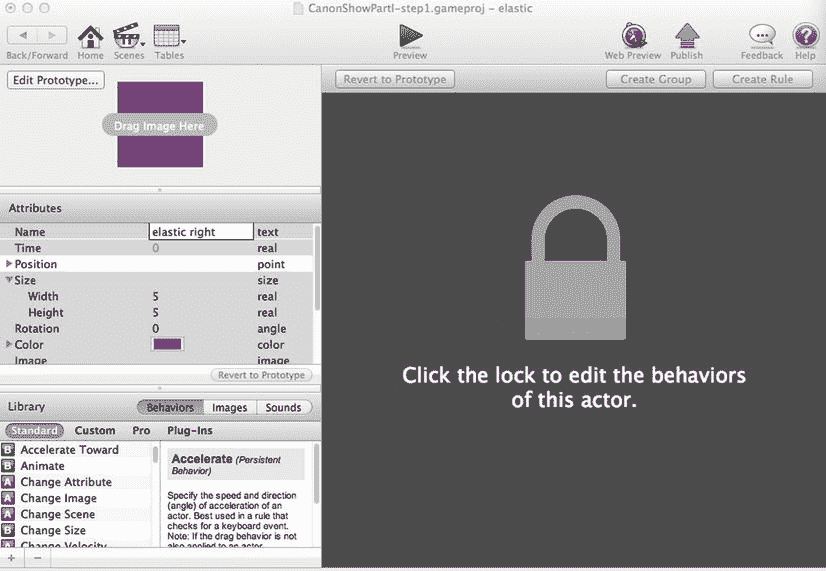 CanonShowPartI-step1.gameproj – elastic
Back/Forward Home Scenes Tables Preview Web Preview Publish Feedback Help
Edit Prototype...
Drag Image Here
Revert to Prototype Create Group Create Rule
Attributes
Name elastic right text
Time 0 real
Position point
Size size
Width 5 real
Height 5 real
Rotation 0 angle
Color color
Image image
Revert to Prototype
Click the lock to edit the behaviors
of this actor.
Library Behaviors Images Sounds
Standard Custom Pro Plug-Ins
B Accelerate Toward
B Animate
A Change Attribute
A Change Image
A Change Scene
B Change Size
A Change Velocity
Accelerate (Persistent
Behavior)
Specify the speed and direction
(angle) of acceleration of an
actor. Best used in a rule that
checks for a keyboard event.
Note: If the drag behavior is not
also applied to an actor,
+ −